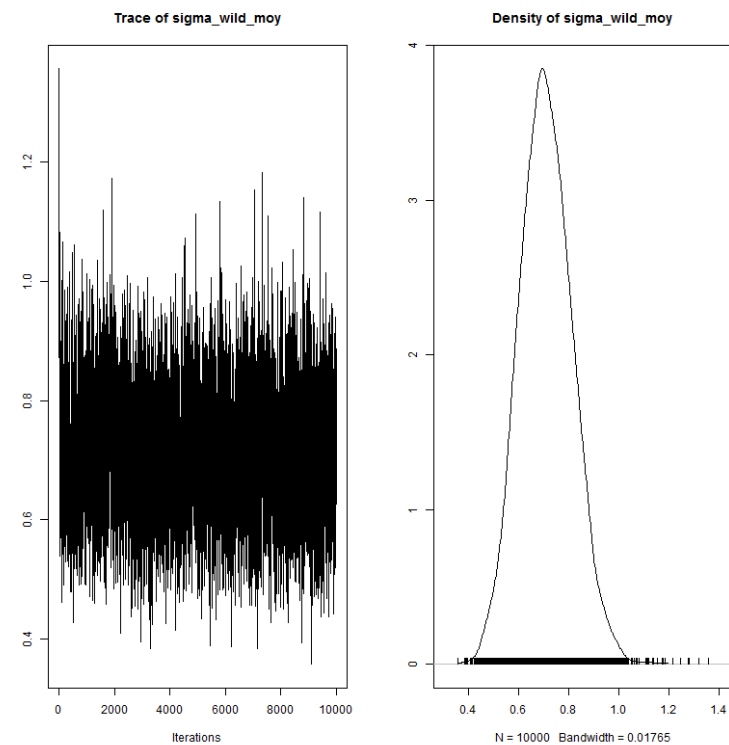 Trace of sigma_wild_moy
1.2
1.0
0.8
0.6
0.4
0 2000 4000 6000 8000 10000
Iterations
Density of sigma_wild_moy
4
3
2
1
0
0.4 0.6 0.8 1.0 1.2 1.4
N = 10000 Bandwidth = 0.01765